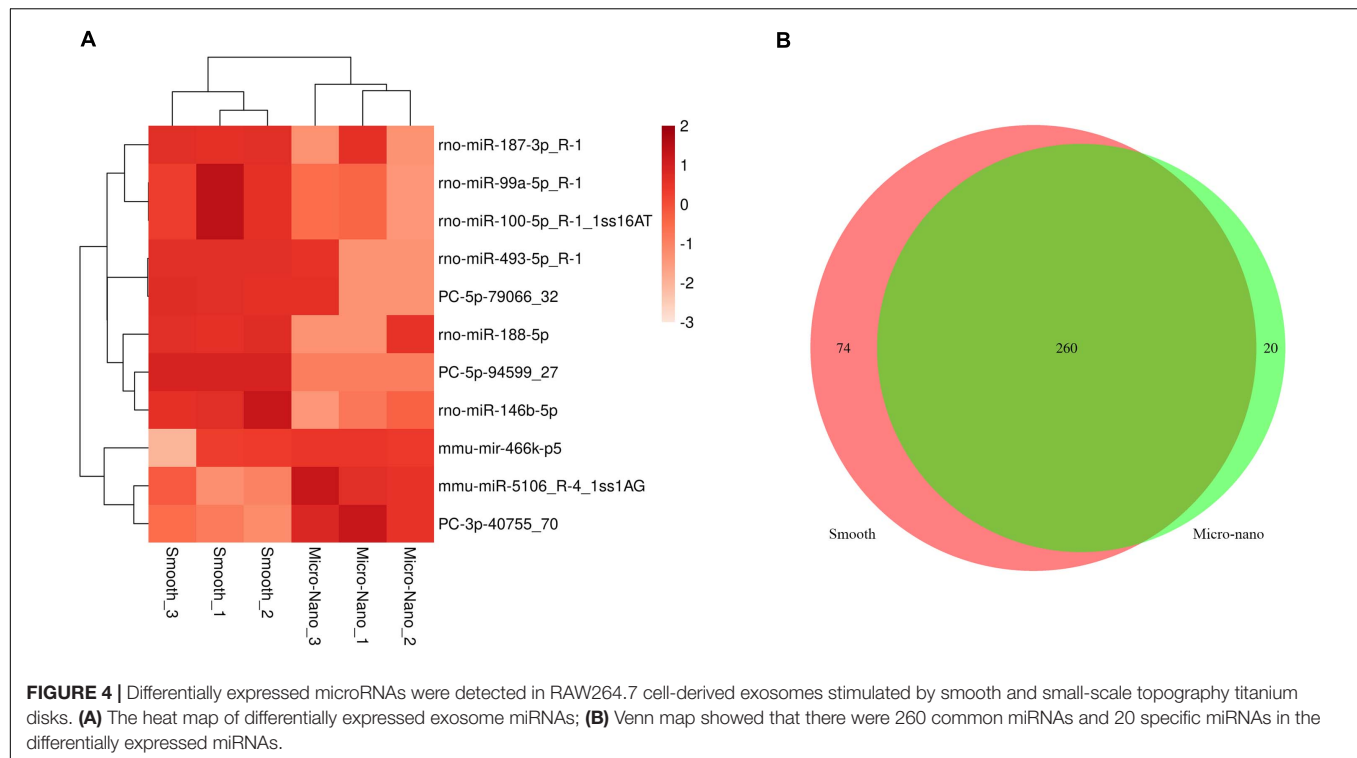 A
B
2
1
0
-1
-2
-3
rno-miR-187-3p_R-1
rno-miR-99a-5p_R-1
rno-miR-100-5p_R-1_1ss16AT
rno-miR-493-5p_R-1
PC-5p-79066_32
rno-miR-188-5p
PC-5p-94599_27
rno-miR-146b-5p
mmu-mir-466k-p5
mmu-miR-5106_R-4_1ss1AG
PC-3p-40755_70
Smooth_3
Smooth_1
Smooth_2
Micro-Nano_3
Micro-Nano_1
Micro-Nano_2
74
260
20
Smooth
Micro-nano
FIGURE 4 | Differentially expressed microRNAs were detected in RAW264.7 cell-derived exosomes stimulated by smooth and small-scale topography titanium
disks. (A) The heat map of differentially expressed exosome miRNAs; (B) Venn map showed that there were 260 common miRNAs and 20 specific miRNAs in the
differentially expressed miRNAs.